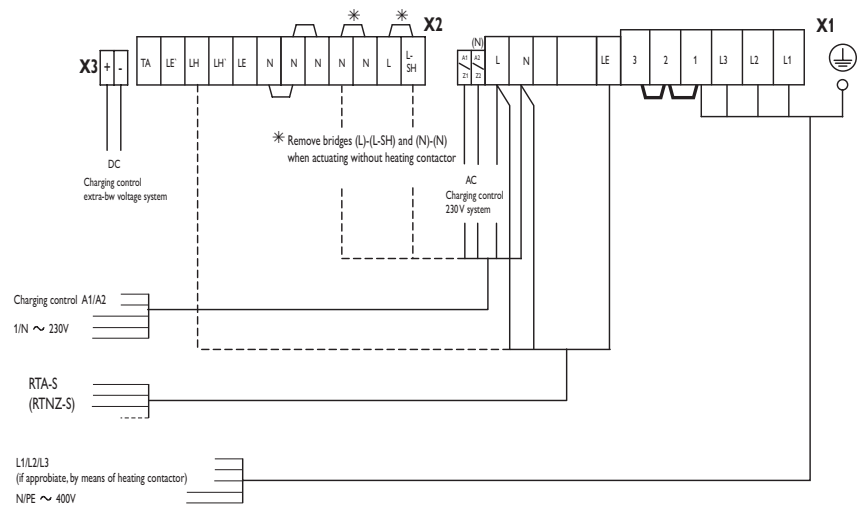 ✳ ✳
X2
X1
X3 + -
TA LE` LH LH` LE N N N N N L L-SH
(N)
A1 A2
Z1 Z2
L N LE 3 2 1 L3 L2 L1
✳ Remove bridges (L)-(L-SH) and (N)-(N)
when actuating without heating contactor
DC
Charging control
extra-bw voltage system
AC
Charging control
230 V system
Charging control A1/A2
1/N ~ 230V
RTA-S
(RTNZ-S)
L1/L2/L3
(if approbiate, by means of heating contactor)
N/PE ~ 400V